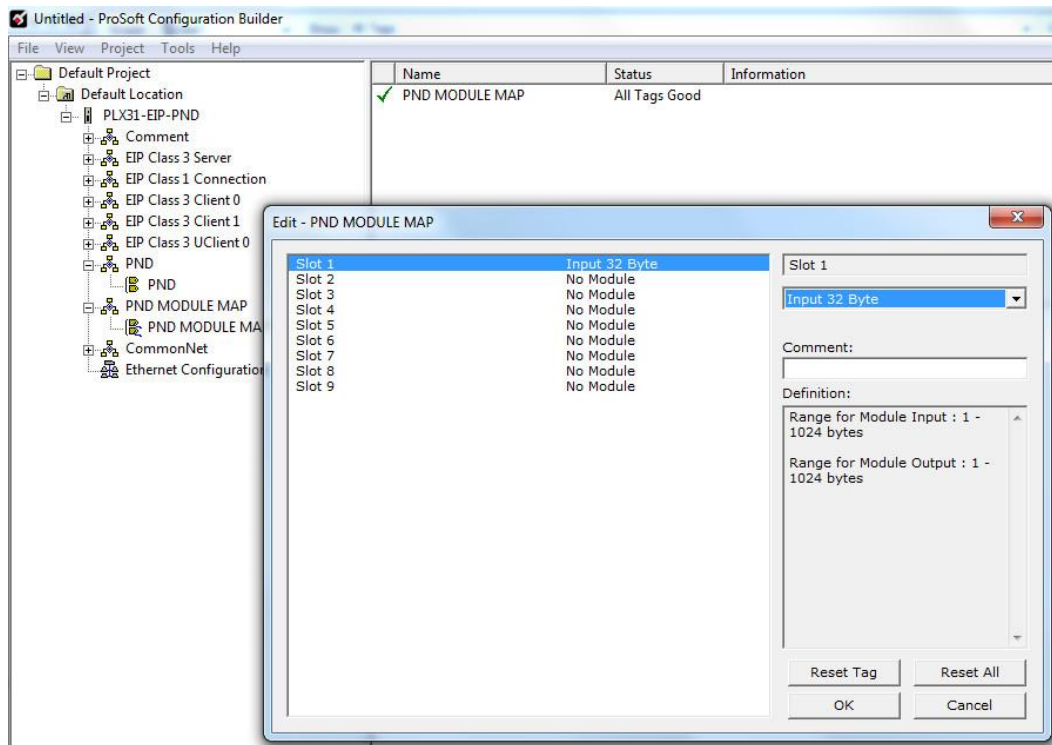 Untitled - ProSoft Configuration Builder
File View Project Tools Help
Default Project
Default Location
PLX31-EIP-PND
Comment
EIP Class 3 Server
EIP Class 1 Connection
EIP Class 3 Client 0
EIP Class 3 Client 1
EIP Class 3 UClient 0
PND
PND
PND MODULE MAP
PND MODULE MA
CommonNet
Ethernet Configuration
Name Status Information
PND MODULE MAP All Tags Good
Edit - PND MODULE MAP
Slot 1 Input 32 Byte
Slot 2 No Module
Slot 3 No Module
Slot 4 No Module
Slot 5 No Module
Slot 6 No Module
Slot 7 No Module
Slot 8 No Module
Slot 9 No Module
Slot 1
Input 32 Byte
Comment:
Definition:
Range for Module Input : 1 -
1024 bytes
Range for Module Output : 1 -
1024 bytes
Reset Tag Reset All
OK Cancel